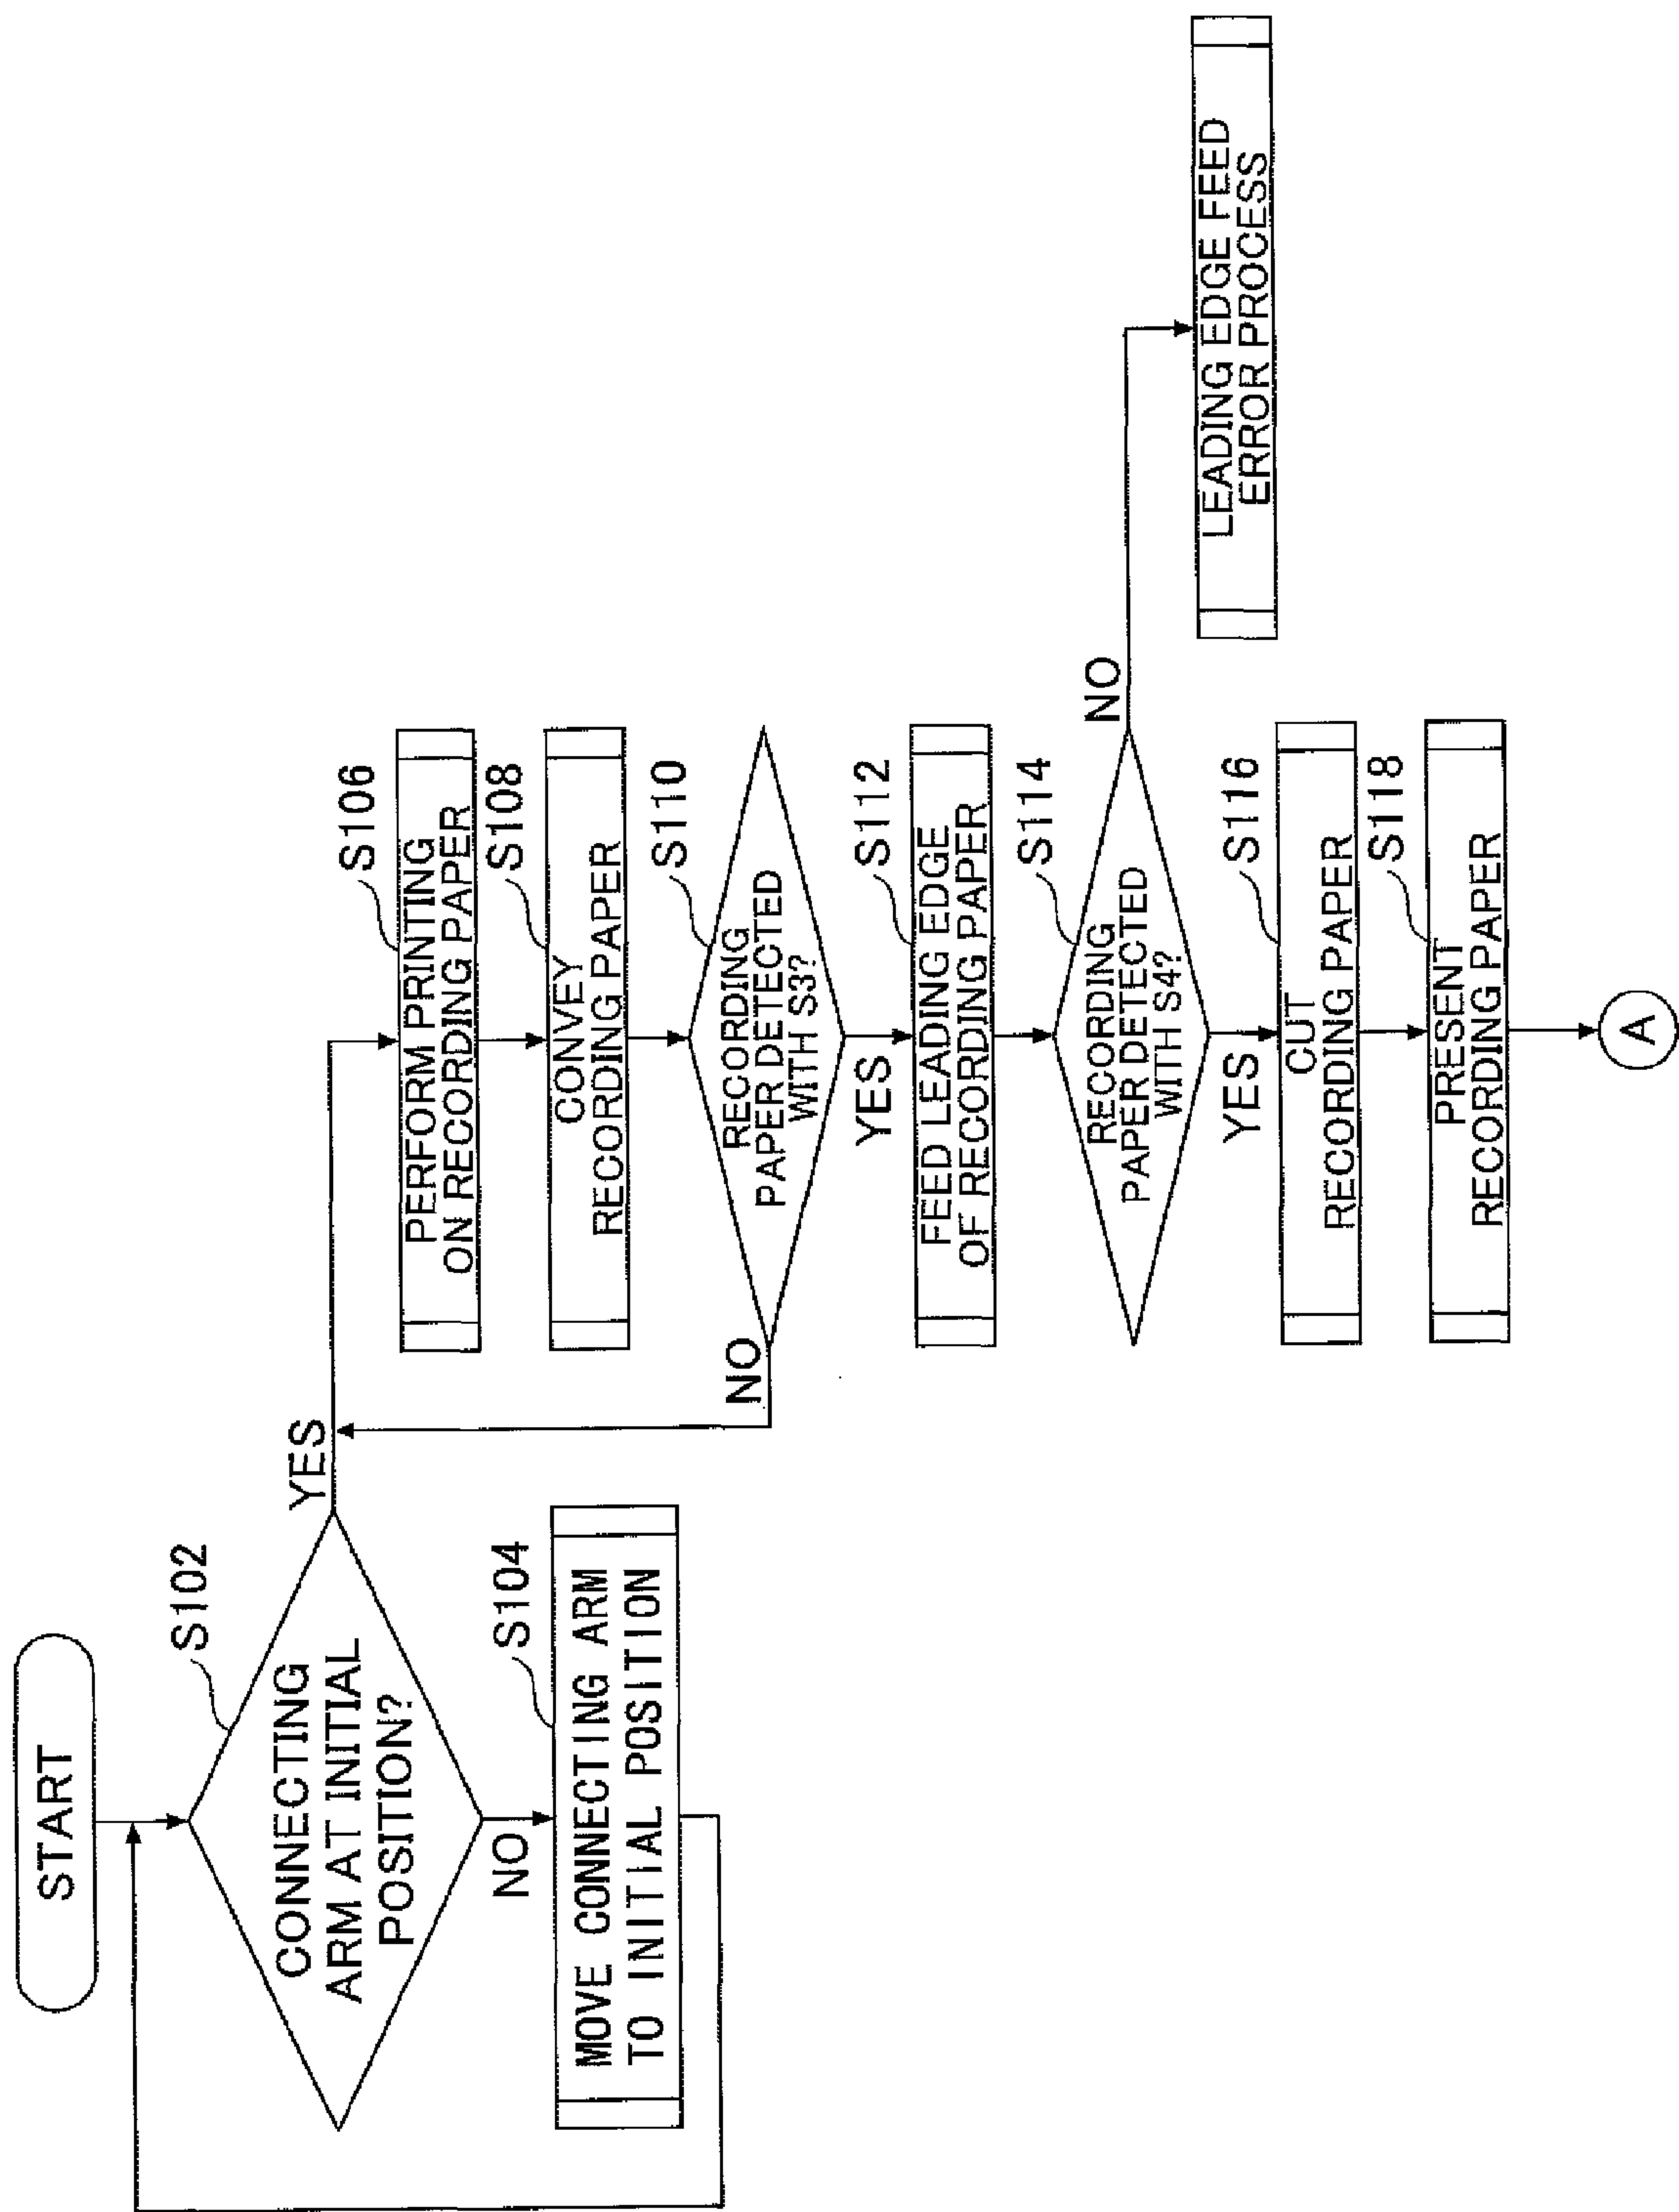 START
S102
CONNECTING
ARM AT INITIAL
POSITION?
YES
NO
S104
MOVE CONNECTING ARM
TO INITIAL POSITION
S106
PERFORM PRINTING
ON RECORDING PAPER
S108
CONVEY
RECORDING PAPER
S110
RECORDING
PAPER DETECTED
WITH S3?
NO
YES
S112
FEED LEADING EDGE
OF RECORDING PAPER
S114
RECORDING
PAPER DETECTED
WITH S4?
NO
YES
LEADING EDGE FEED
ERROR PROCESS
S116
CUT
RECORDING PAPER
S118
PRESENT
RECORDING PAPER
A